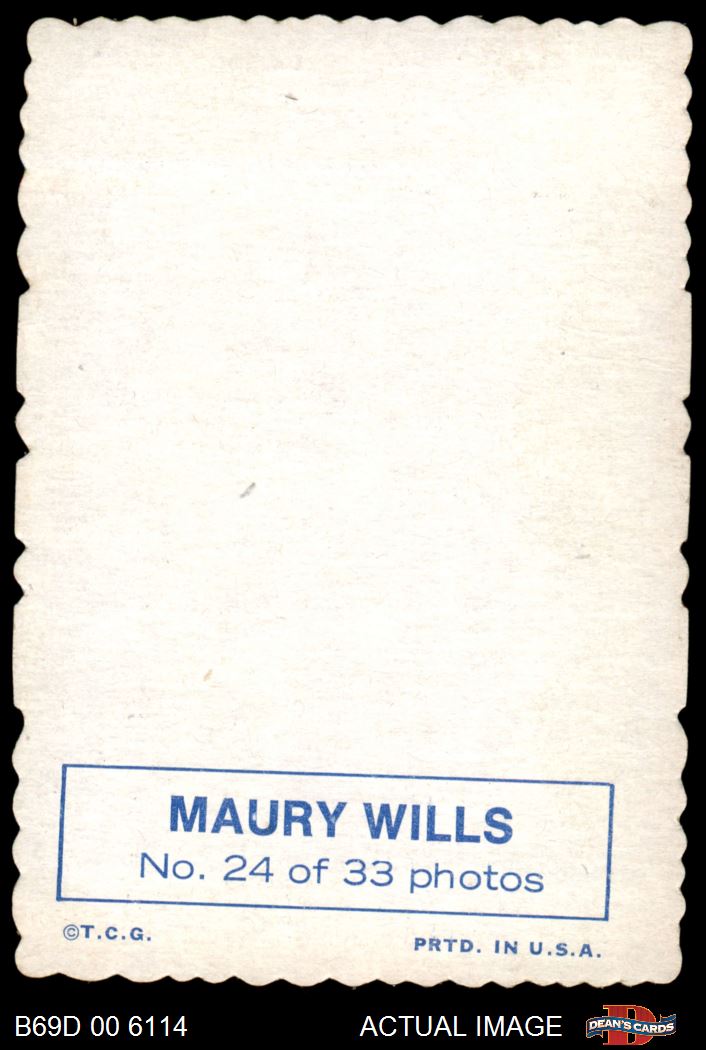 MAURY WILLS
No. 24 of 33 photos
©T.C.G.
PRTD. IN U.S.A.
B69D 00 6114
ACTUAL IMAGE
DEAN'S CARDS